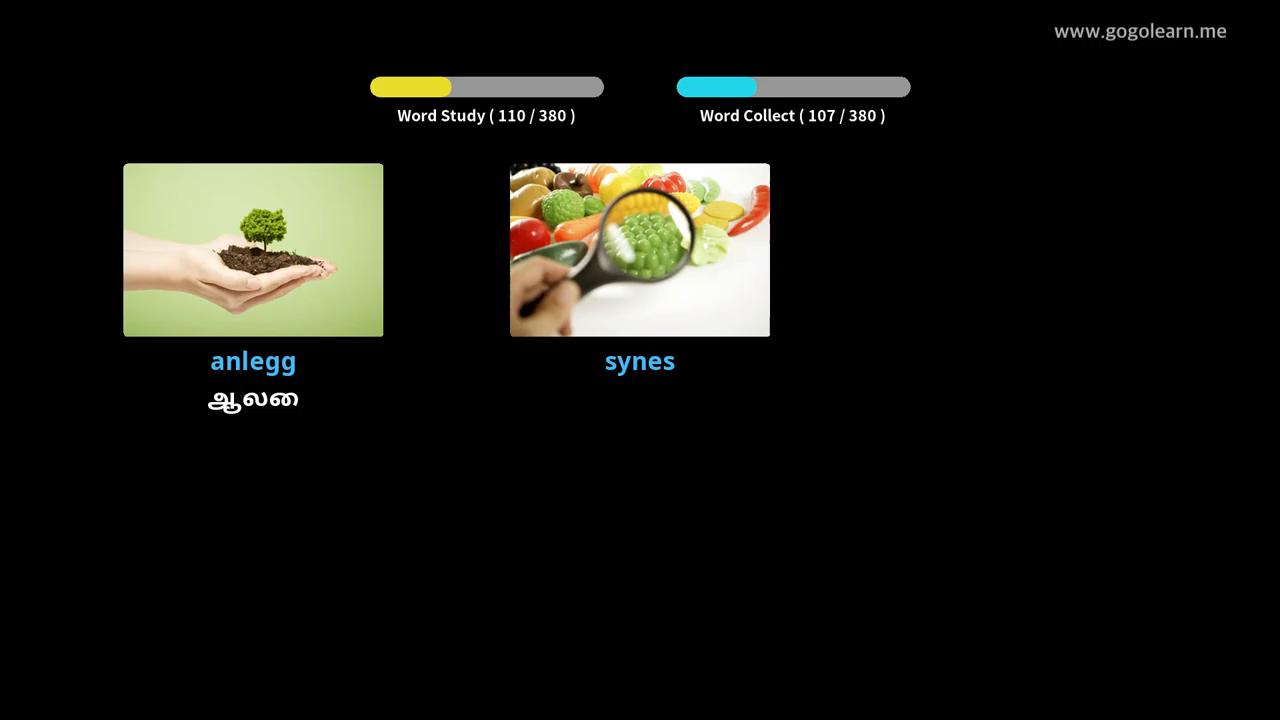 www.gogolearn.me
Word Study ( 110 / 380 )
Word Collect ( 107 / 380 )
anlegg
ஆலை
synes